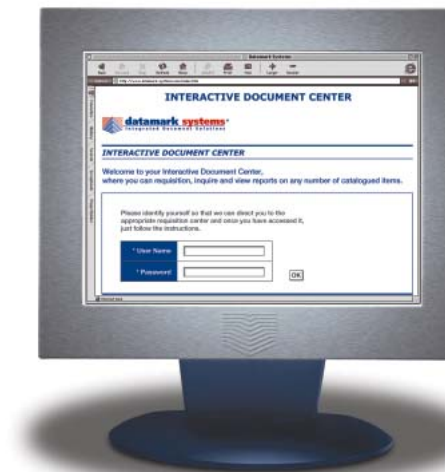 Datamark Systems
INTERACTIVE DOCUMENT CENTER
datamark systems
Integrated Document Solutions
INTERACTIVE DOCUMENT CENTER
Welcome to your Interactive Document Center,
where you can requisition, inquire and view reports on any number of catalogued items.
Please identify yourself so that we can direct you to the
appropriate requisition center and once you have accessed it,
just follow the instructions.
* User Name
* Password
OK